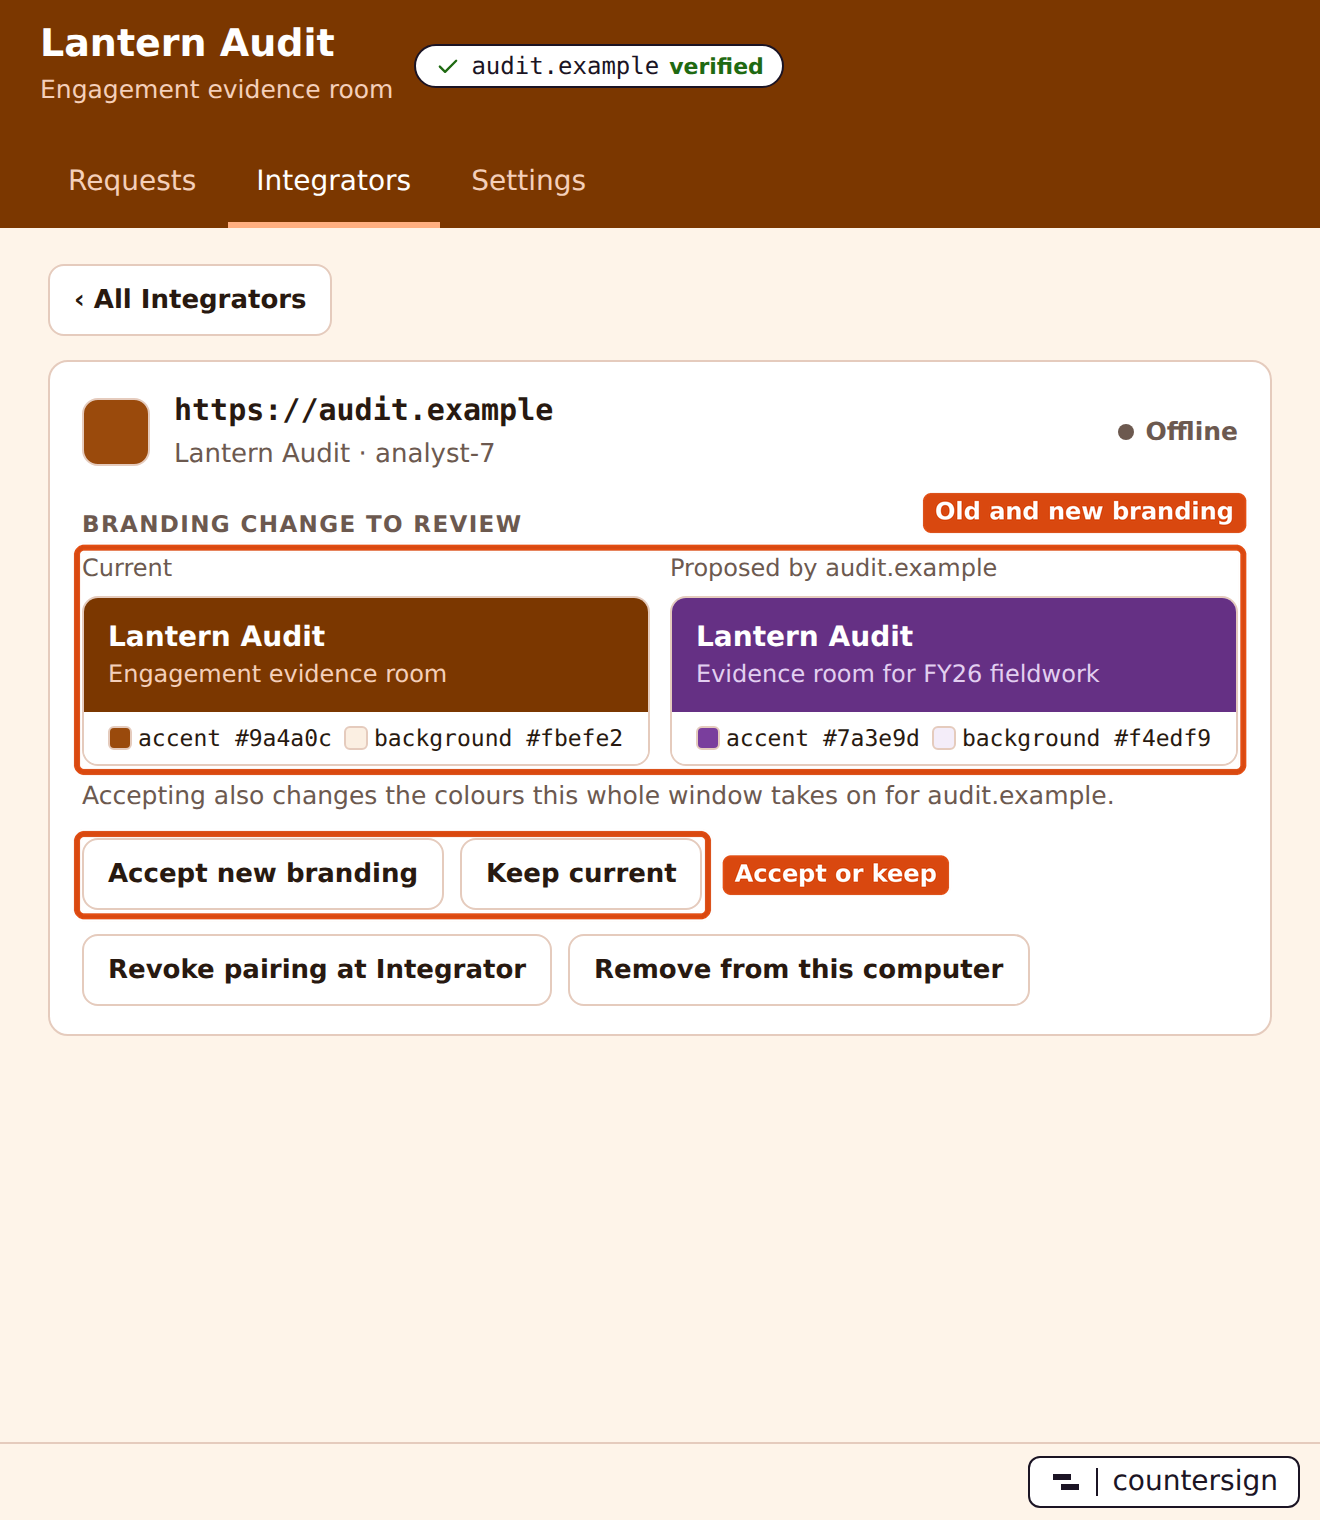 Lantern Audit
Engagement evidence room
audit.example verified
Requests
Integrators
Settings
‹ All Integrators
https://audit.example
Lantern Audit · analyst-7
Offline
BRANDING CHANGE TO REVIEW
Old and new branding
Current
Proposed by audit.example
Lantern Audit
Engagement evidence room
Lantern Audit
Evidence room for FY26 fieldwork
accent #9a4a0c background #fbefe2
accent #7a3e9d background #f4edf9
Accepting also changes the colours this whole window takes on for audit.example.
Accept new branding
Keep current
Accept or keep
Revoke pairing at Integrator
Remove from this computer
countersign